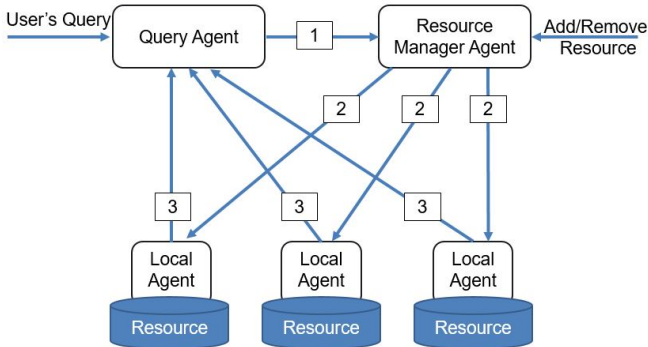 User's Query
Query Agent
1
Resource
Manager Agent
Add/Remove
Resource
2
2
2
3
3
3
Local
Agent
Local
Agent
Local
Agent
Resource
Resource
Resource